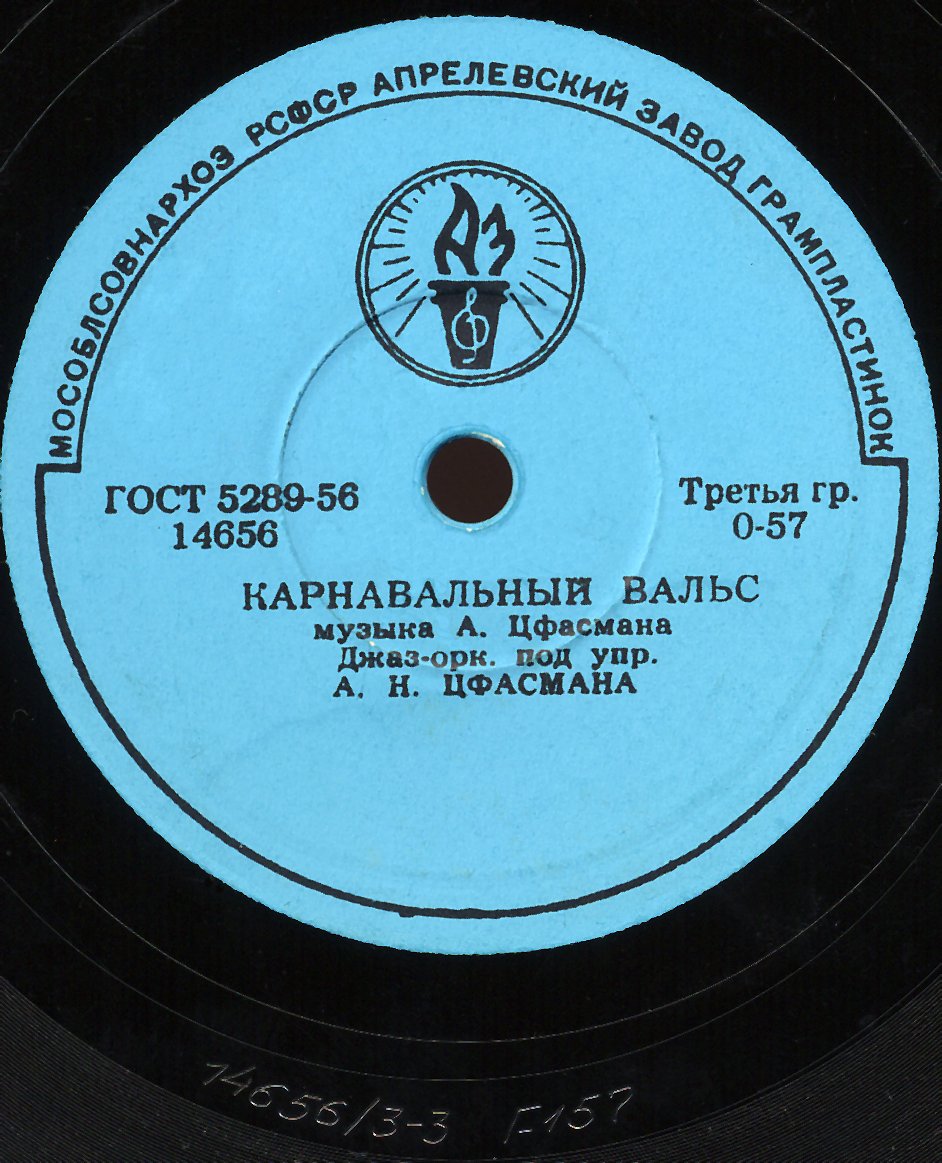 МОСОБЛСОВНАРХОЗ РСФСР АПРЕЛЕВСКИЙ ЗАВОД ГРАМПЛАСТИНОК
АЗ
ГОСТ 5289-56
14656
Третья гр.
0-57
КАРНАВАЛЬНЫЙ ВАЛЬС
музыка А. Цфасмана
Джаз-орк. под упр.
А. Н. ЦФАСМАНА
14656/3-3 F-157